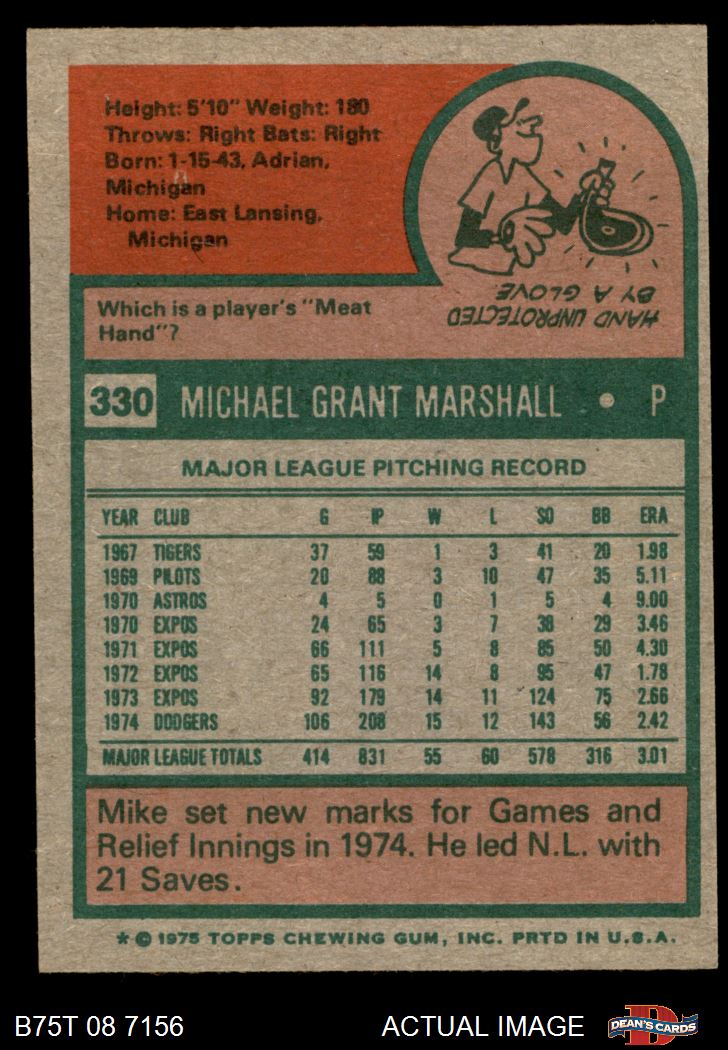 Height: 5'10" Weight: 180
Throws: Right Bats: Right
Born: 1-15-43, Adrian,
Michigan
Home: East Lansing,
Michigan
Which is a player's "Meat
Hand"?
HAND UNPROTECTED
BY A GLOVE.
330 MICHAEL GRANT MARSHALL • P
MAJOR LEAGUE PITCHING RECORD
YEAR CLUB G IP W L SO BB ERA
1967 TIGERS 37 59 1 3 41 20 1.98
1969 PILOTS 20 88 3 10 47 35 5.11
1970 ASTROS 4 5 0 1 5 4 9.00
1970 EXPOS 24 65 3 7 38 29 3.46
1971 EXPOS 66 111 5 8 85 50 4.30
1972 EXPOS 65 116 14 8 95 47 1.78
1973 EXPOS 92 179 14 11 124 75 2.66
1974 DODGERS 106 208 15 12 143 56 2.42
MAJOR LEAGUE TOTALS 414 831 55 60 578 316 3.01
Mike set new marks for Games and
Relief Innings in 1974. He led N.L. with
21 Saves.
* © 1975 TOPPS CHEWING GUM, INC. PRTD IN U.S.A.
B75T 08 7156 ACTUAL IMAGE D DEAN'S CARDS